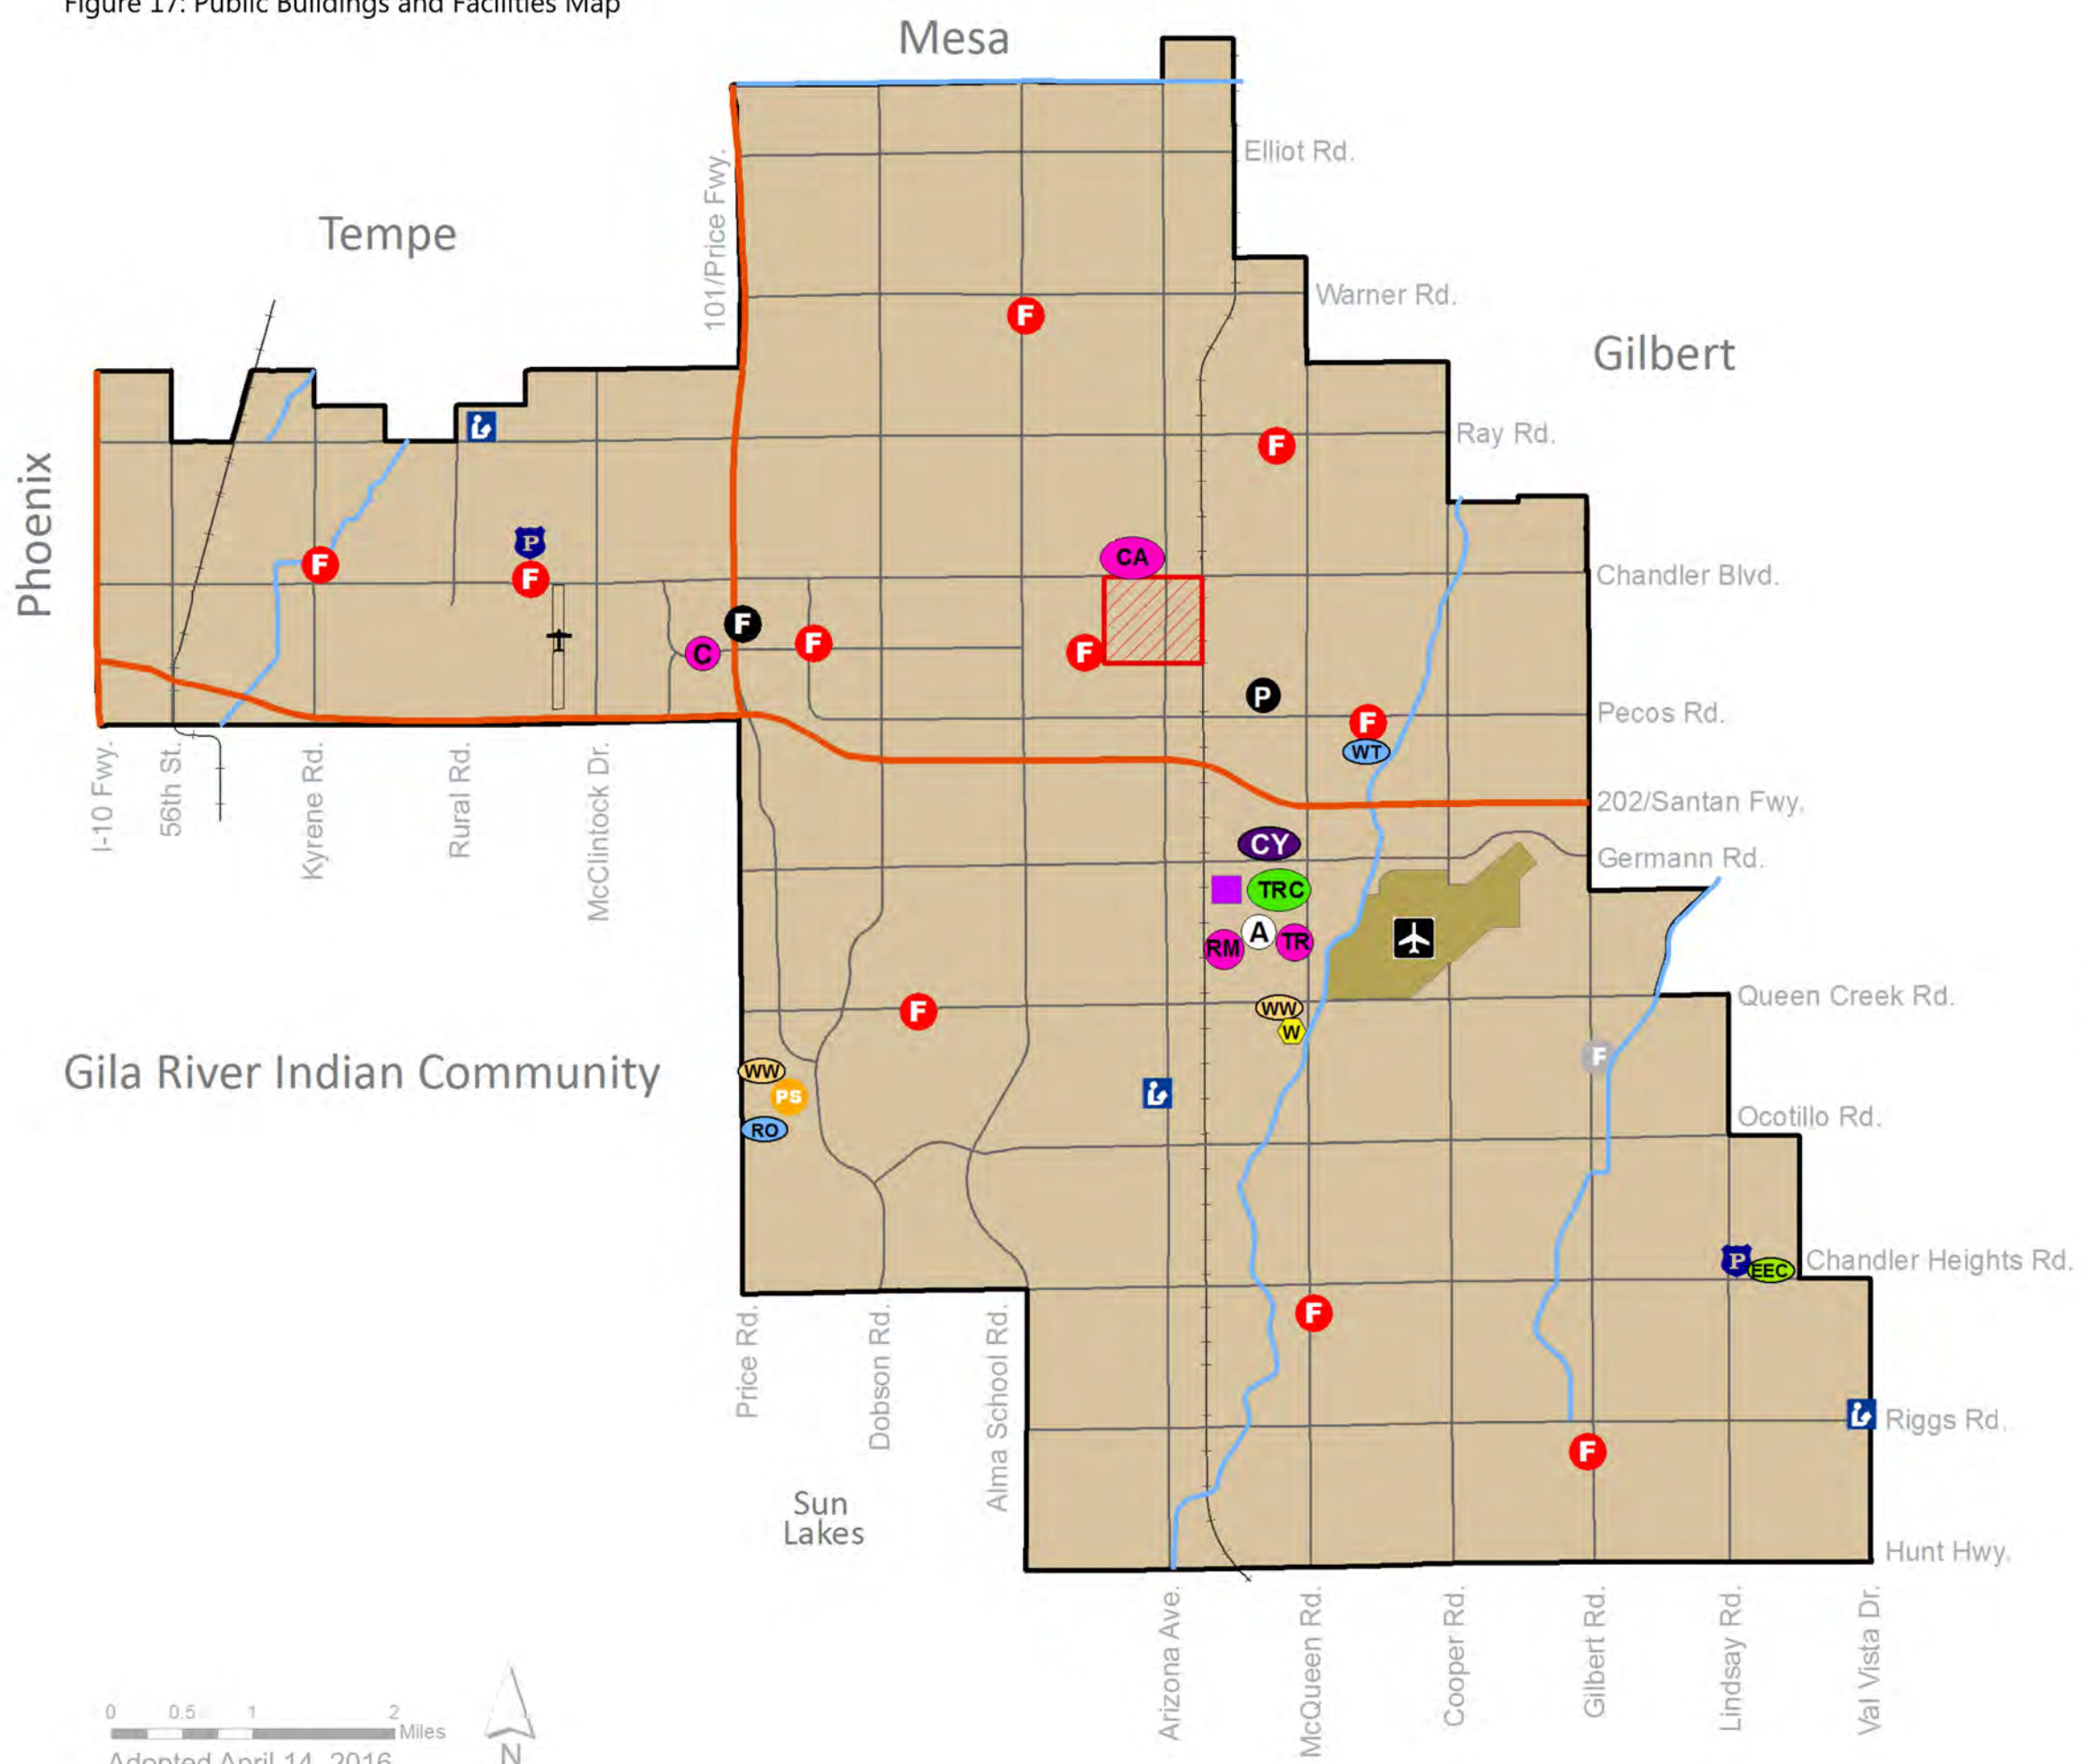 Figure 17: Public Buildings and Facilities Map
Mesa
Elliot Rd.
101/Price Fwy.
Tempe
Warner Rd.
F
Gilbert
Phoenix
Ray Rd.
F
P
F
F
CA
Chandler Blvd.
F
C
F
F
P
Pecos Rd.
F
WT
I-10 Fwy.
56th St.
Kyrene Rd.
Rural Rd.
McClintock Dr.
202/Santan Fwy.
CY
Germann Rd.
TRC
A
RM
TR
Queen Creek Rd.
F
WW
W
Gila River Indian Community
WW
PS
RO
F
Ocotillo Rd.
P
EEC
Chandler Heights Rd.
F
Price Rd.
Dobson Rd.
Alma School Rd.
Riggs Rd.
F
Sun
Lakes
Hunt Hwy.
Arizona Ave.
McQueen Rd.
Cooper Rd.
Gilbert Rd.
Lindsay Rd.
Val Vista Dr.
0 0.5 1 2
Miles
N
Adopted April 14, 2016